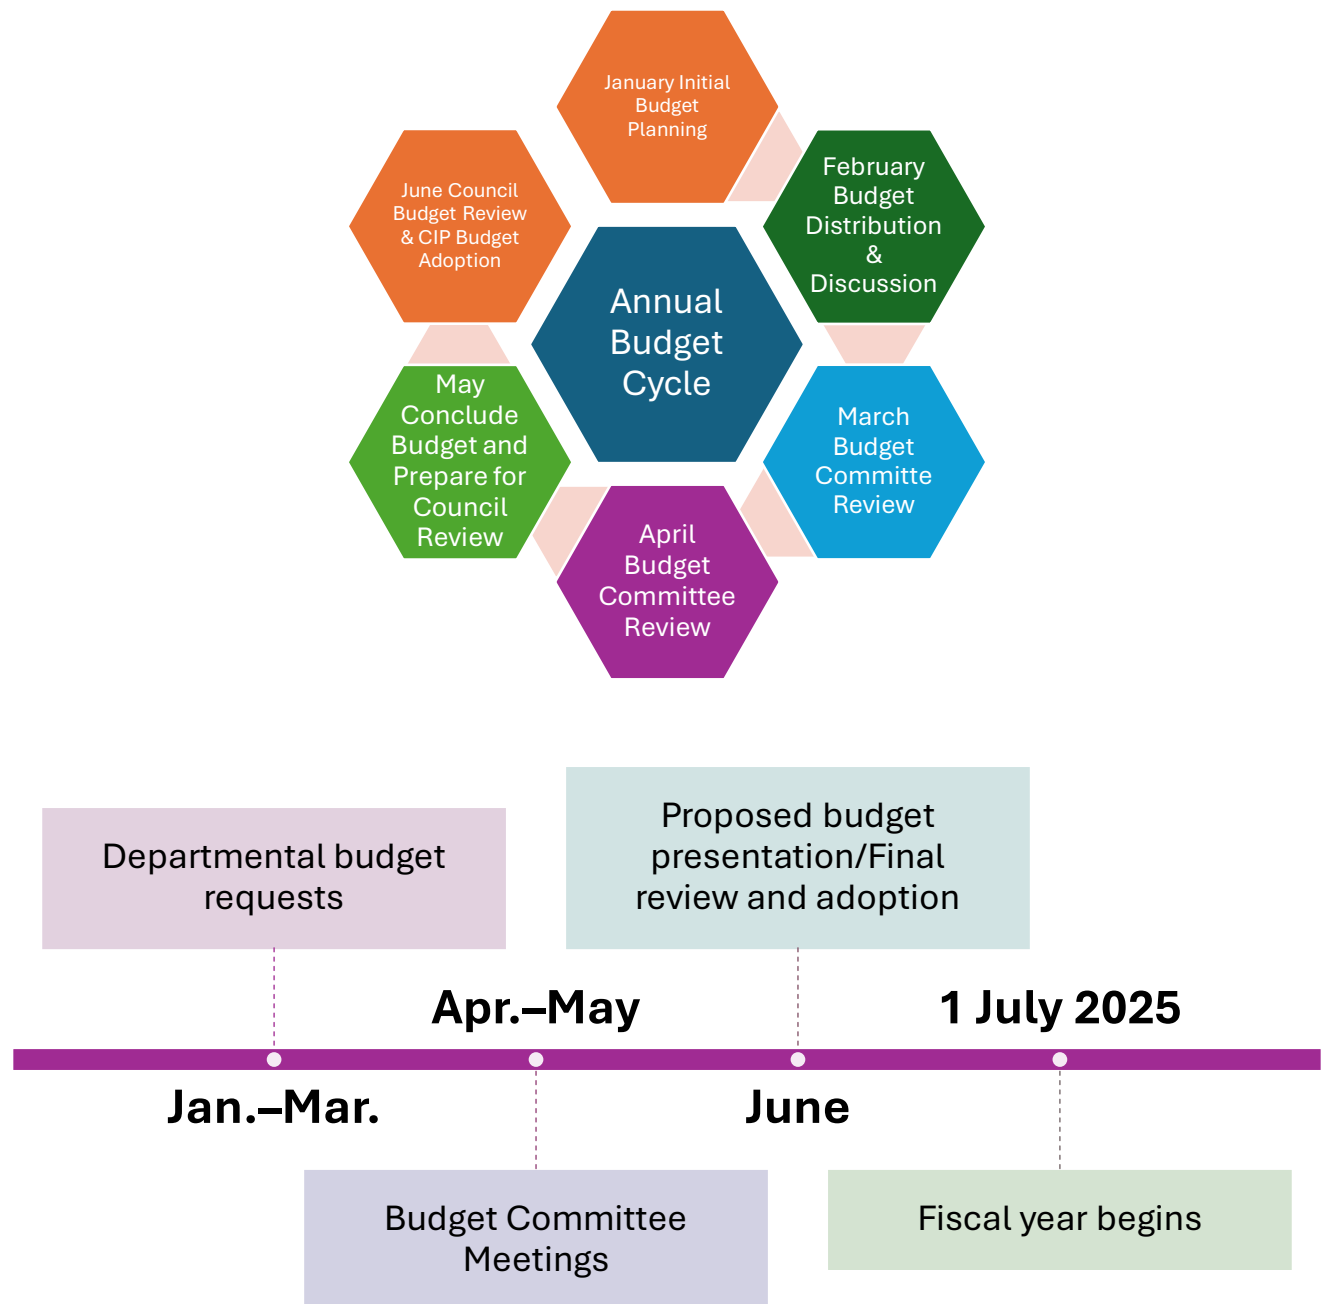 January Initial
Budget
Planning
February
Budget
Distribution
&
Discussion
March
Budget
Committe
Review
April
Budget
Committee
Review
May
Conclude
Budget and
Prepare for
Council
Review
June Council
Budget Review
& CIP Budget
Adoption
Annual
Budget
Cycle
Departmental budget
requests
Jan.–Mar.
Apr.–May
Budget Committee
Meetings
Proposed budget
presentation/Final
review and adoption
June
1 July 2025
Fiscal year begins